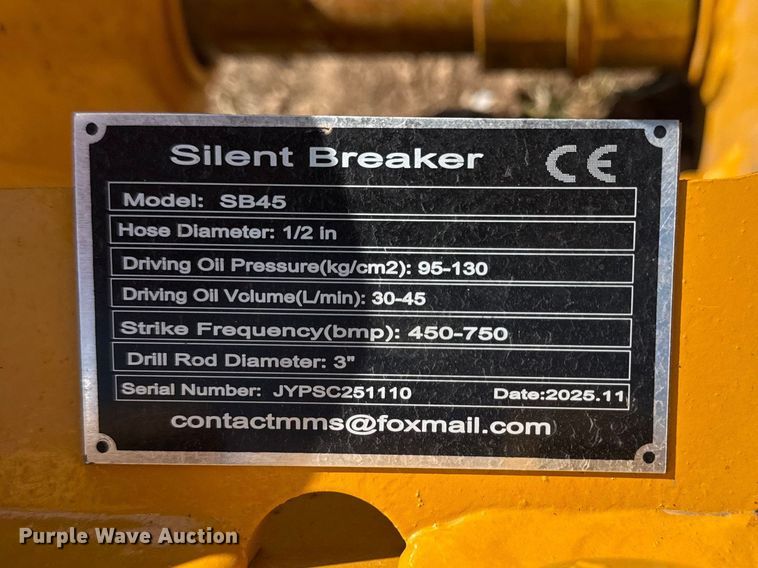 Silent Breaker CE
Model: SB45
Hose Diameter: 1/2 in
Driving Oil Pressure(kg/cm2): 95-130
Driving Oil Volume(L/min): 30-45
Strike Frequency(bmp): 450-750
Drill Rod Diameter: 3"
Serial Number: JYPSC251110 Date:2025.11
contactmms@foxmail.com
Purple Wave Auction